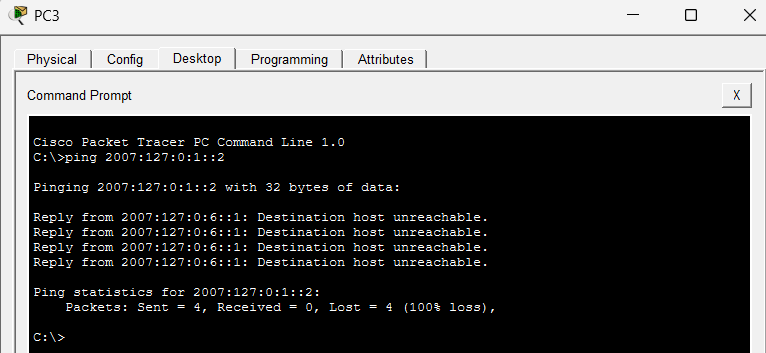 PC3
Physical Config Desktop Programming Attributes
Command Prompt X
Cisco Packet Tracer PC Command Line 1.0
C:\>ping 2007:127:0:1::2
Pinging 2007:127:0:1::2 with 32 bytes of data:
Reply from 2007:127:0:6::1: Destination host unreachable.
Reply from 2007:127:0:6::1: Destination host unreachable.
Reply from 2007:127:0:6::1: Destination host unreachable.
Reply from 2007:127:0:6::1: Destination host unreachable.
Ping statistics for 2007:127:0:1::2:
Packets: Sent = 4, Received = 0, Lost = 4 (100% loss),
C:\>